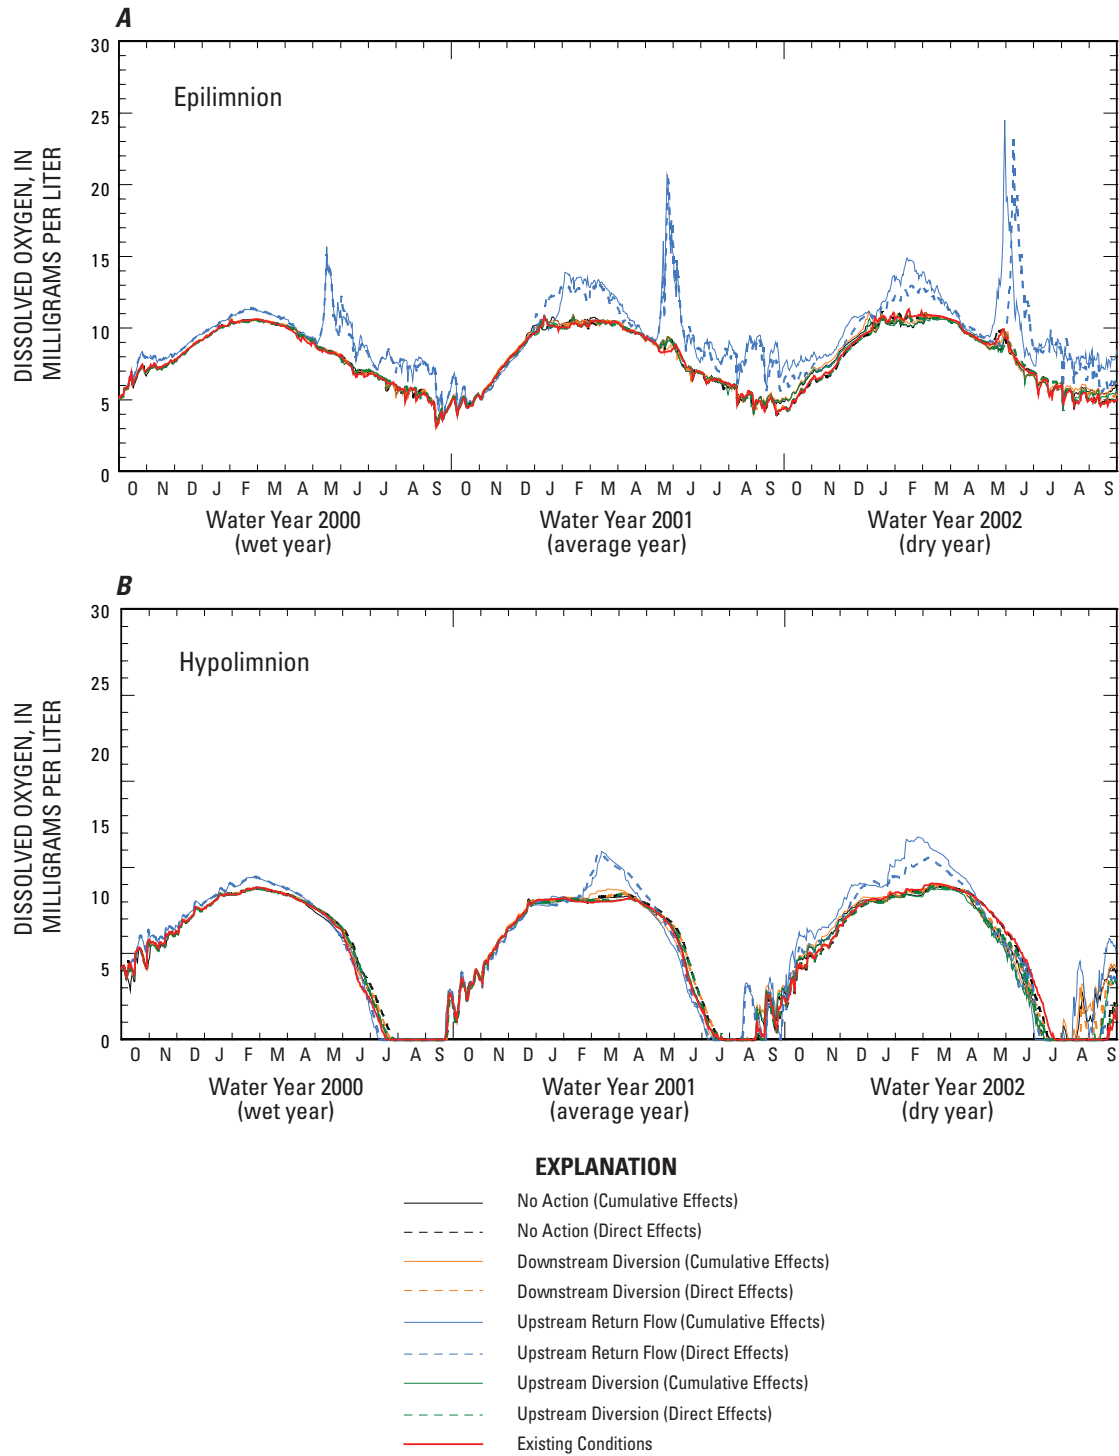 A
30
25
20
15
10
5
0
DISSOLVED OXYGEN, IN
MILLIGRAMS PER LITER
Epilimnion
O N D J F M A M J J A S O N D J F M A M J J A S O N D J F M A M J J A S
Water Year 2000
(wet year)
Water Year 2001
(average year)
Water Year 2002
(dry year)
B
30
25
20
15
10
5
0
DISSOLVED OXYGEN, IN
MILLIGRAMS PER LITER
Hypolimnion
O N D J F M A M J J A S O N D J F M A M J J A S O N D J F M A M J J A S
Water Year 2000
(wet year)
Water Year 2001
(average year)
Water Year 2002
(dry year)
EXPLANATION
No Action (Cumulative Effects)
No Action (Direct Effects)
Downstream Diversion (Cumulative Effects)
Downstream Diversion (Direct Effects)
Upstream Return Flow (Cumulative Effects)
Upstream Return Flow (Direct Effects)
Upstream Diversion (Cumulative Effects)
Upstream Diversion (Direct Effects)
Existing Conditions